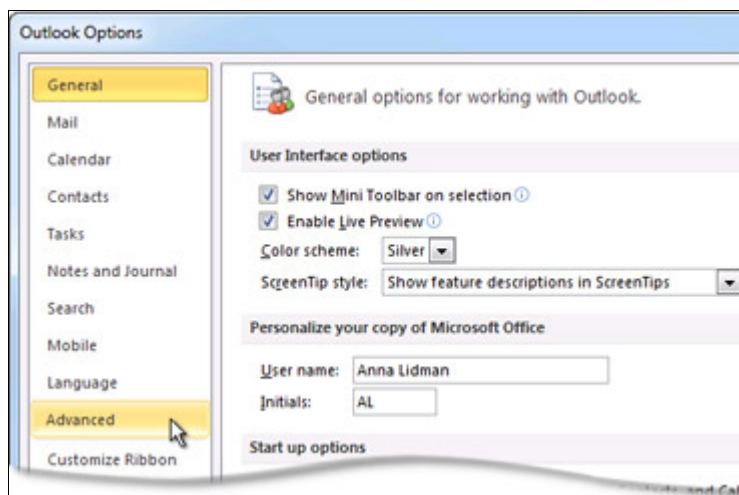 Outlook Options
General
Mail
Calendar
Contacts
Tasks
Notes and Journal
Search
Mobile
Language
Advanced
Customize Ribbon
General options for working with Outlook.
User Interface options
Show Mini Toolbar on selection
Enable Live Preview
Color scheme: Silver
ScreenTip style: Show feature descriptions in ScreenTips
Personalize your copy of Microsoft Office
User name: Anna Lidman
Initials: AL
Start up options